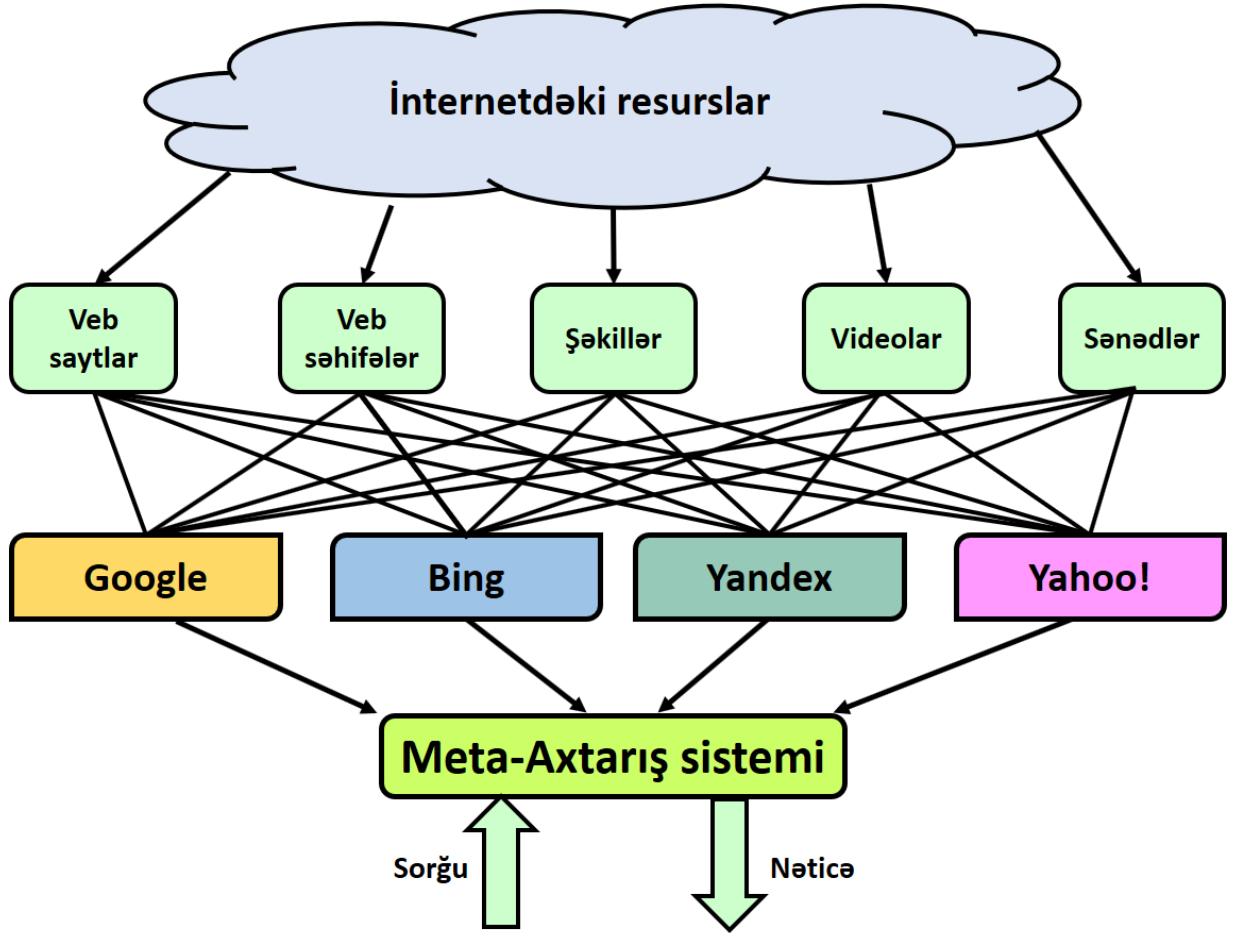 İnternetdəki resurslar
Veb
saytlar
Veb
səhifələr
Şəkillər
Videolar
Sənədlər
Google
Bing
Yandex
Yahoo!
Meta-Axtarış sistemi
Sorğu
Nəticə